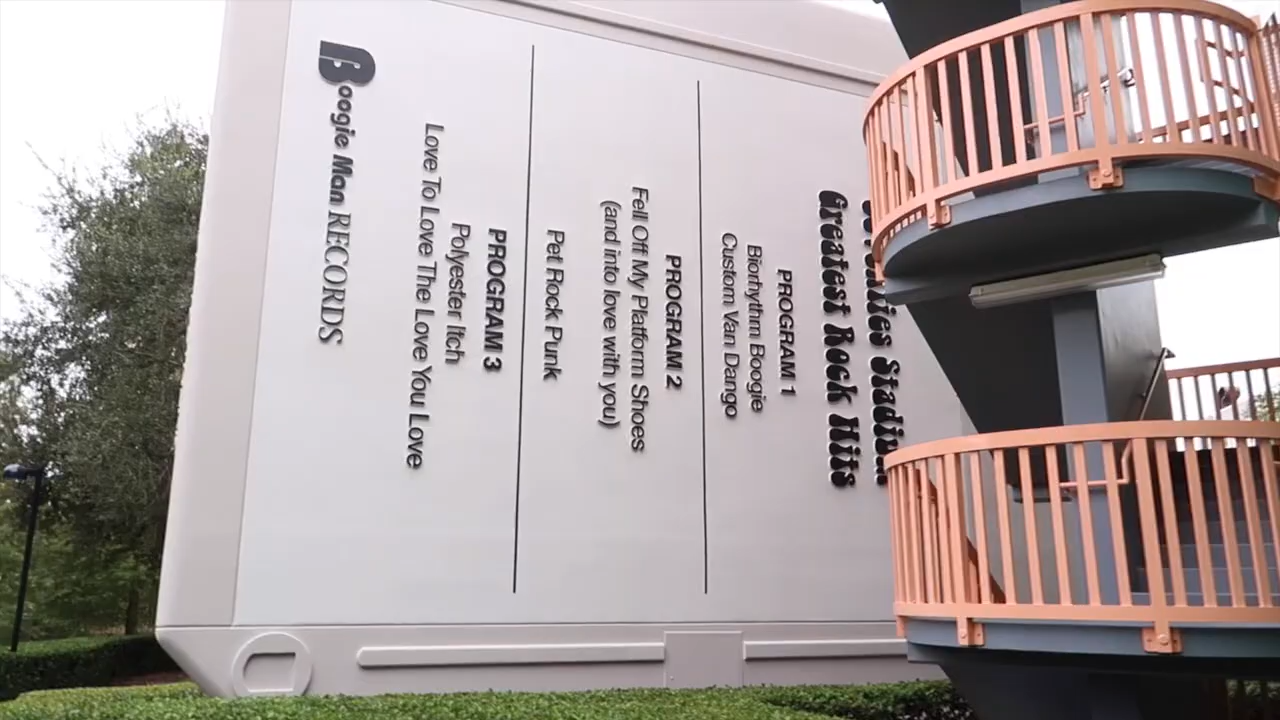 Stadium
Greatest Rock Hits
PROGRAM 1
Biorhythm Boogie
Custom Van Dango
PROGRAM 2
Fell Off My Platform Shoes
(and into love with you)
Pet Rock Punk
PROGRAM 3
Polyester Itch
Love To Love The Love You Love
Boogie Man RECORDS